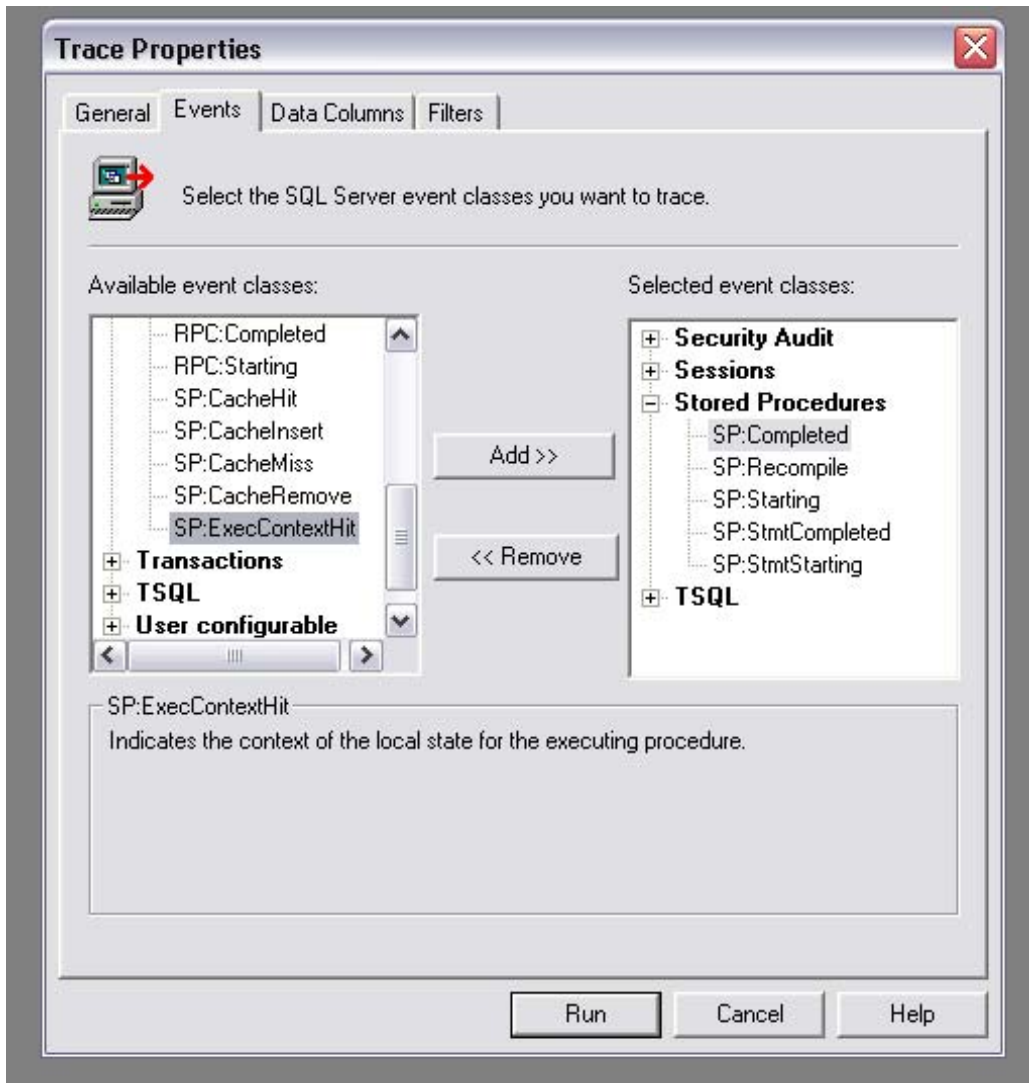 Trace Properties
General Events Data Columns Filters
Select the SQL Server event classes you want to trace.
Available event classes:
RPC:Completed
RPC:Starting
SP:CacheHit
SP:CacheInsert
SP:CacheMiss
SP:CacheRemove
SP:ExecContextHit
Transactions
TSQL
User configurable
Add >>
<< Remove
Selected event classes:
Security Audit
Sessions
Stored Procedures
SP:Completed
SP:Recompile
SP:Starting
SP:StmtCompleted
SP:StmtStarting
TSQL
SP:ExecContextHit
Indicates the context of the local state for the executing procedure.
Run Cancel Help